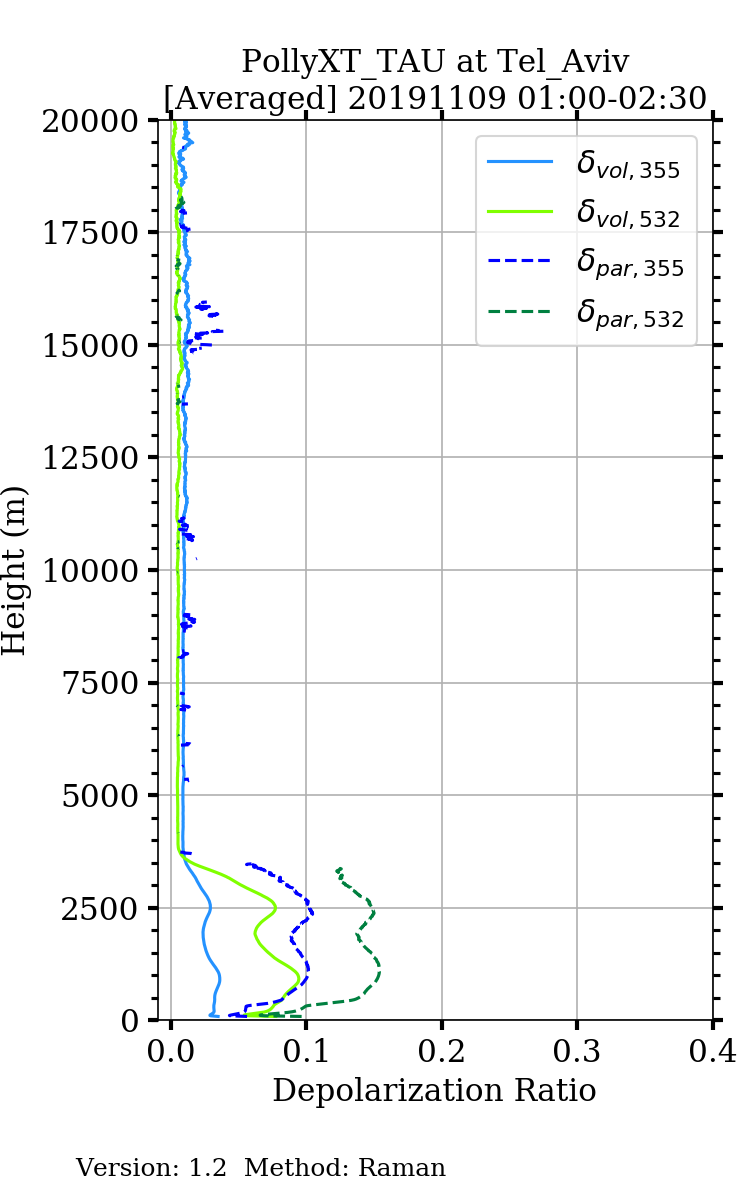 PollyXT_TAU at Tel_Aviv
[Averaged] 20191109 01:00-02:30
20000
17500
15000
12500
10000
7500
5000
2500
0
Height (m)
δvol, 355
δvol, 532
δpar, 355
δpar, 532
0.0 0.1 0.2 0.3 0.4
Depolarization Ratio
Version: 1.2 Method: Raman